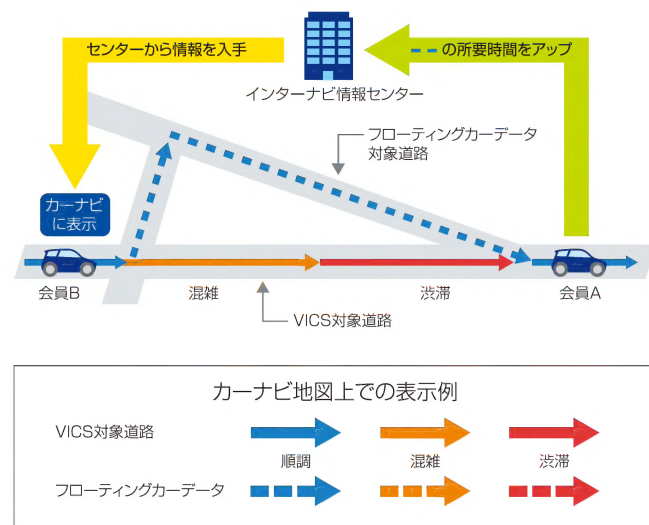 センターから情報を入手
の所要時間をアップ
インターナビ情報センター
フローティングカーデータ
対象道路
カーナビ
に表示
会員B
混雑
渋滞
会員A
VICS対象道路
カーナビ地図上での表示例
VICS対象道路
順調
混雑
渋滞
フローティングカーデータ